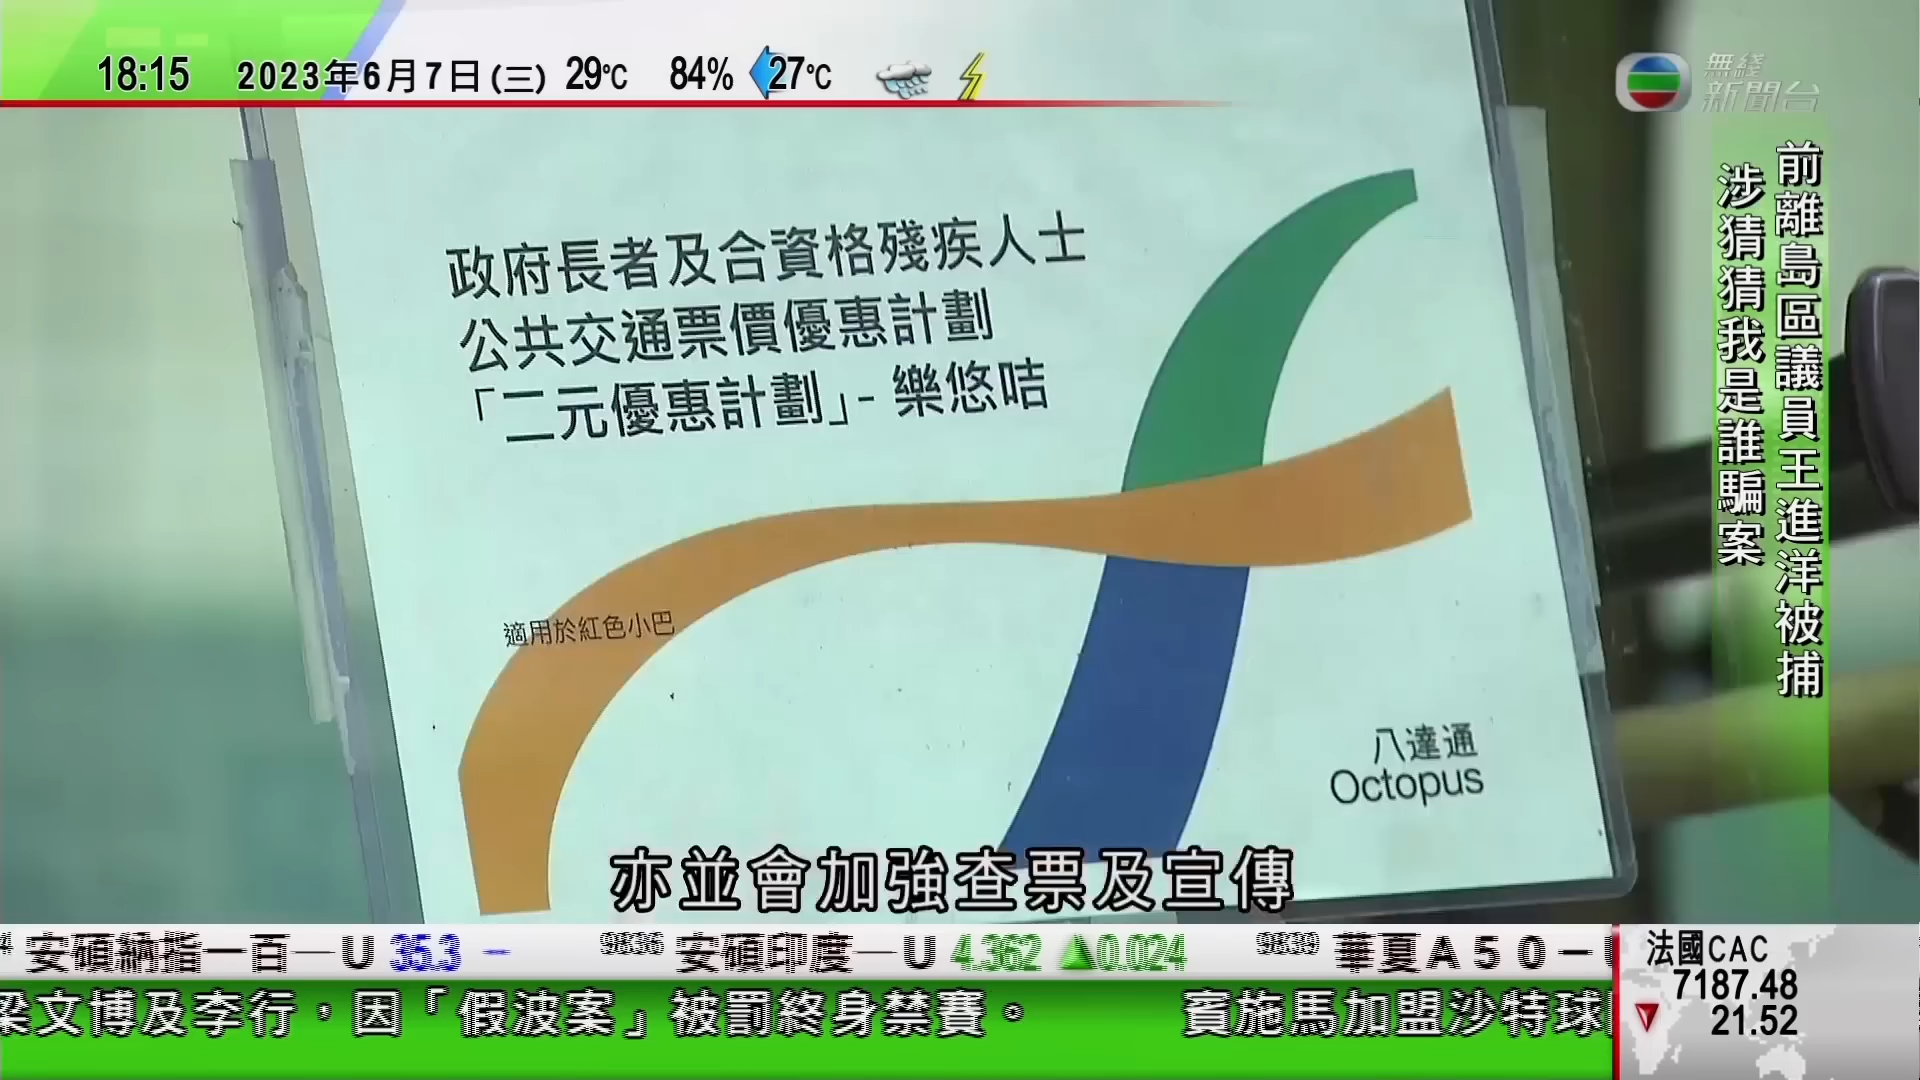 18:15 2023年6月7日(三) 29℃ 84% 27℃
無綫
新聞台
前離島區議員王進洋被捕
涉猜猜我是誰騙案
政府長者及合資格殘疾人士
公共交通票價優惠計劃
「二元優惠計劃」- 樂悠咭
適用於紅色小巴
八達通
Octopus
亦並會加強查票及宣傳
安碩納指一百—U 35.3 – 9836 安碩印度—U 4.362 ▲0.024 9839 華夏A50－
梁文博及李行，因「假波案」被罰終身禁賽。 賓施馬加盟沙特球
法國CAC
7187.48
▼ 21.52